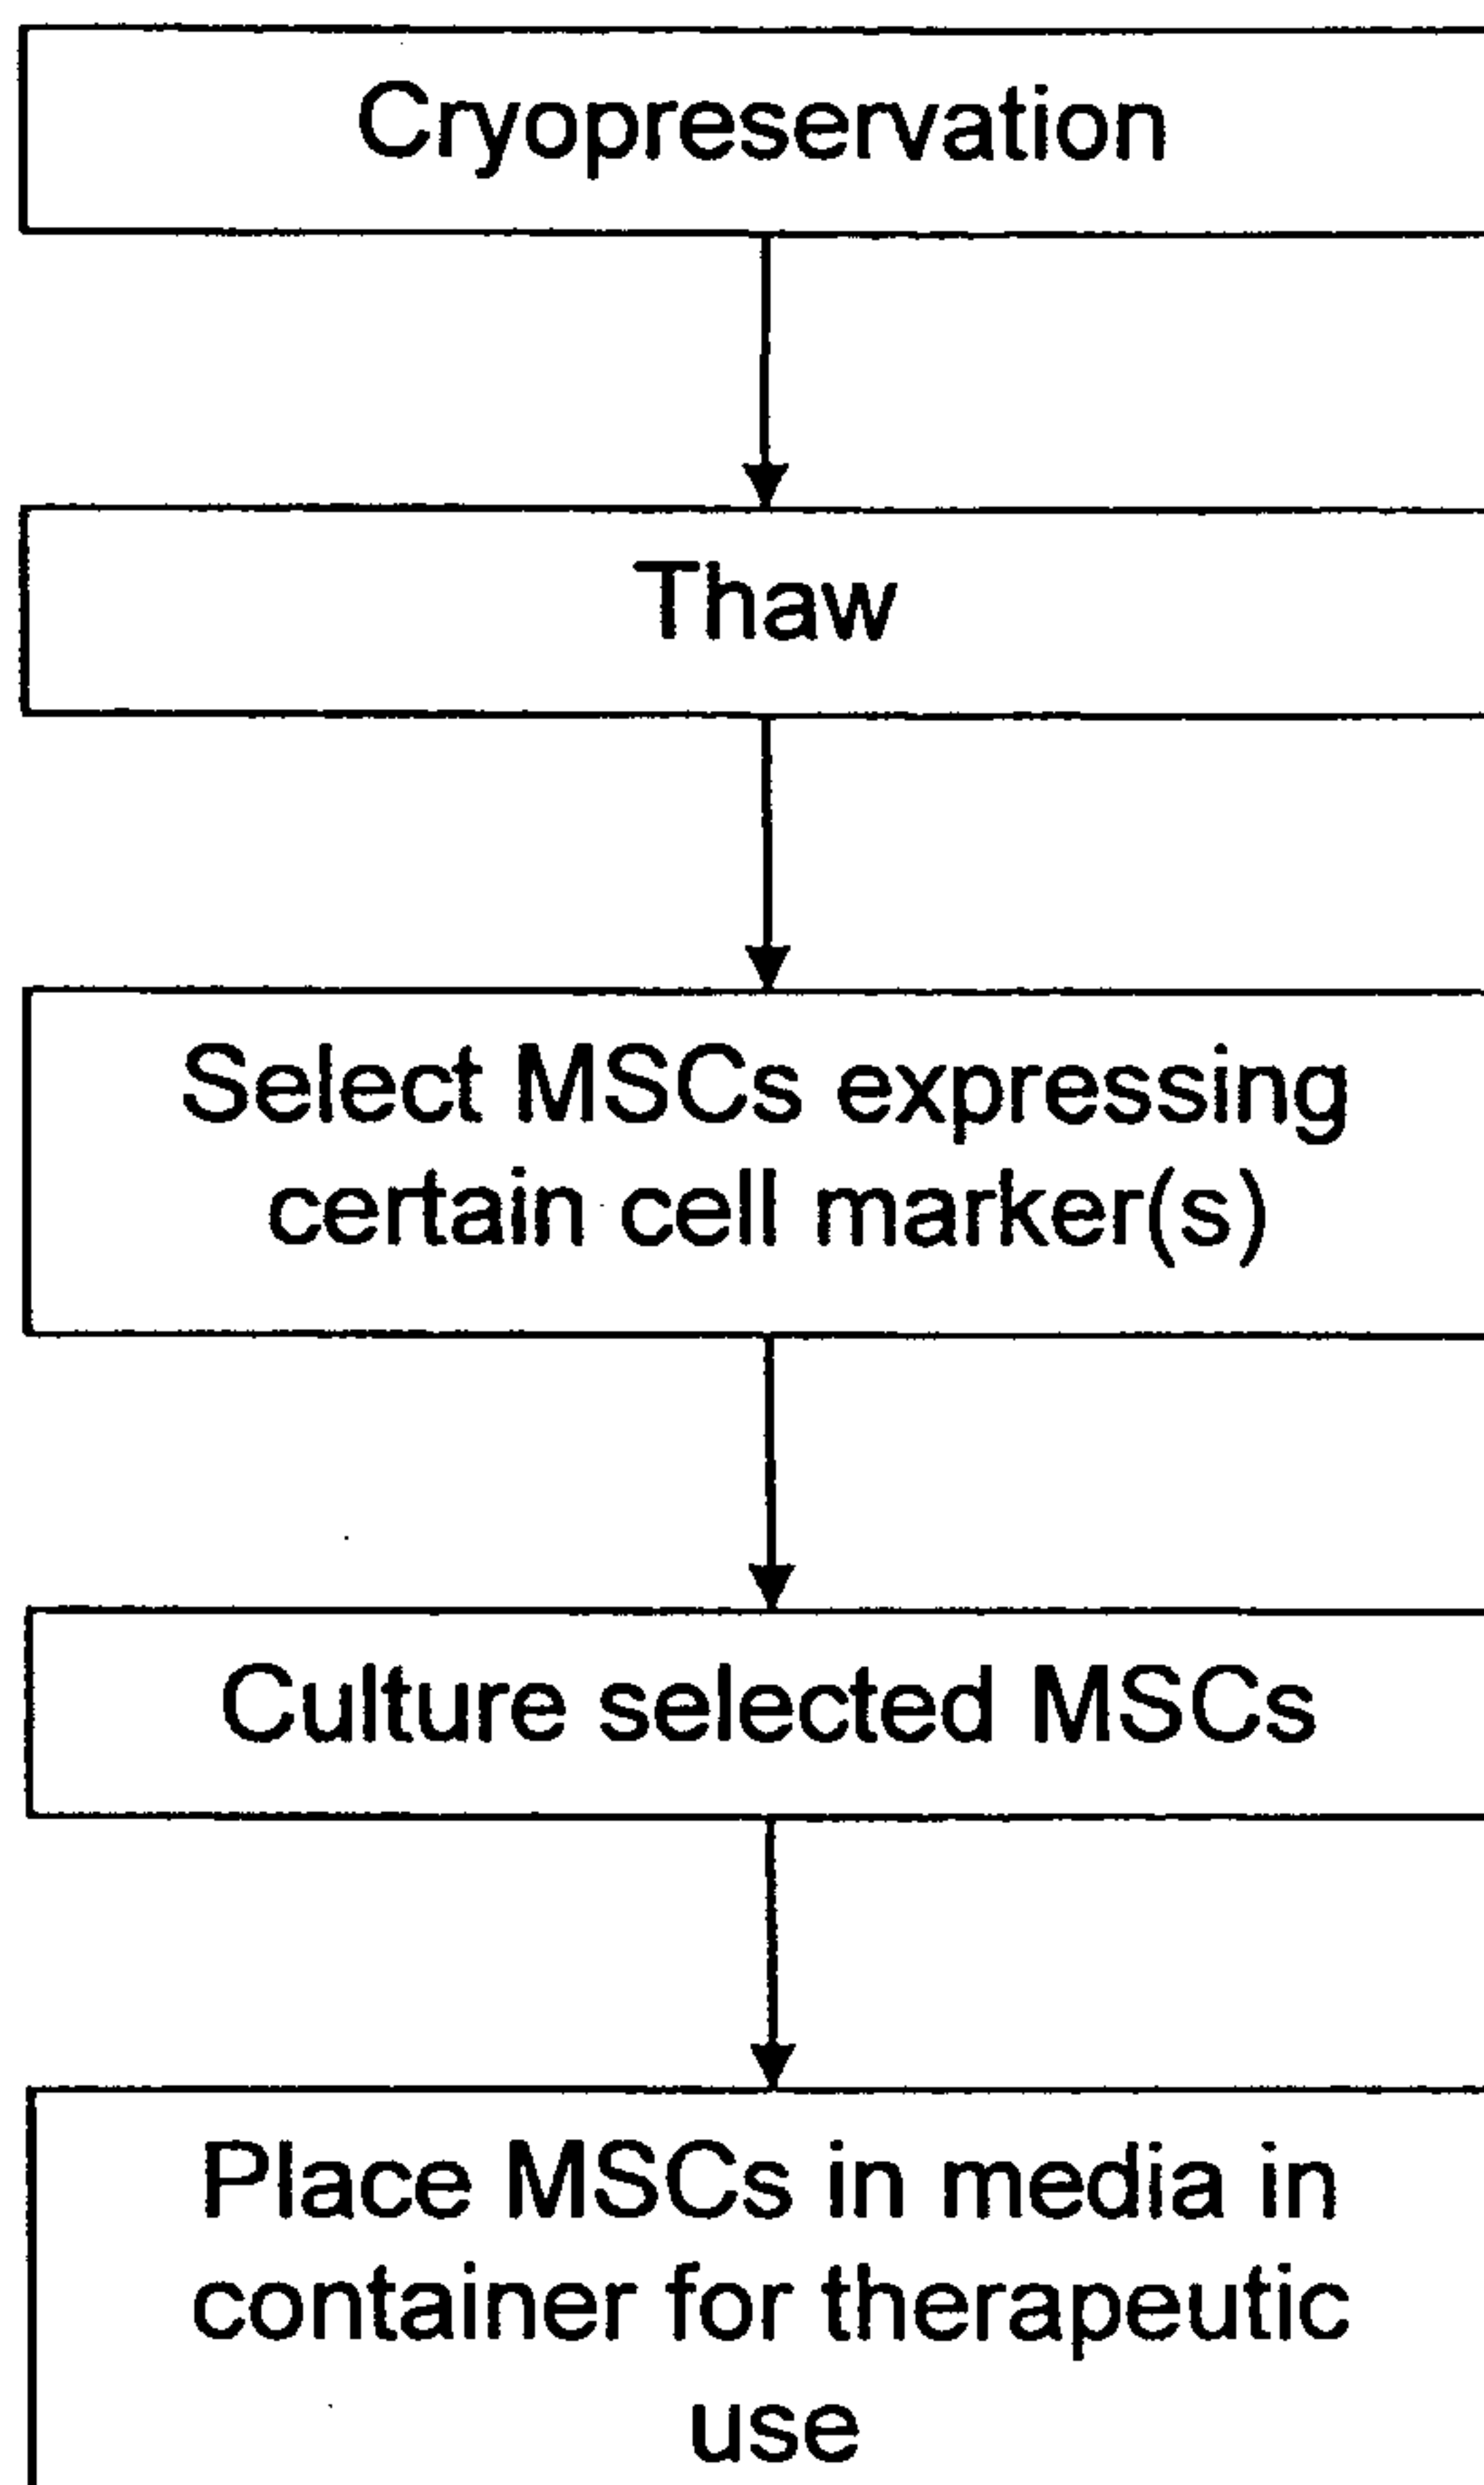 Cryopreservation
Thaw
Select MSCs expressing
certain cell marker(s)
Culture selected MSCs
Place MSCs in media in
container for therapeutic
use